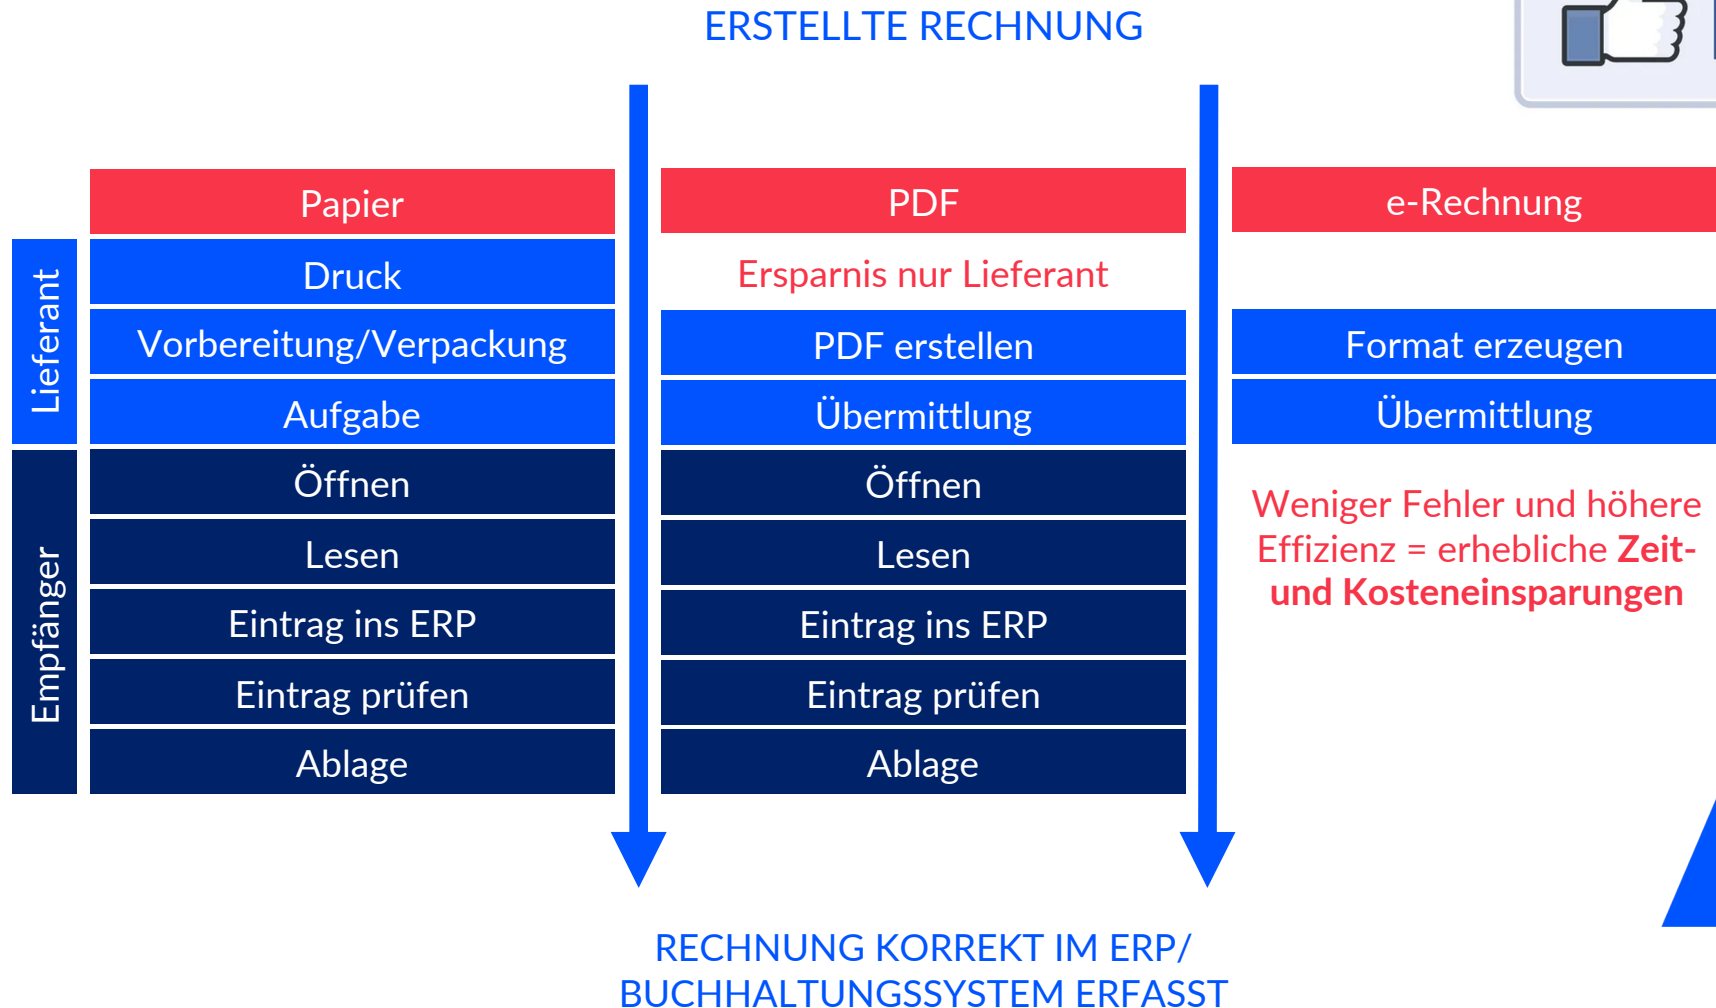 ERSTELLTE RECHNUNG
Papier
PDF
e-Rechnung
Lieferant
Druck
Ersparnis nur Lieferant
Vorbereitung/Verpackung
PDF erstellen
Format erzeugen
Aufgabe
Übermittlung
Übermittlung
Empfänger
Öffnen
Öffnen
Lesen
Lesen
Weniger Fehler und höhere
Effizienz = erhebliche Zeit-
und Kosteneinsparungen
Eintrag ins ERP
Eintrag ins ERP
Eintrag prüfen
Eintrag prüfen
Ablage
Ablage
RECHNUNG KORREKT IM ERP/
BUCHHALTUNGSSYSTEM ERFASST